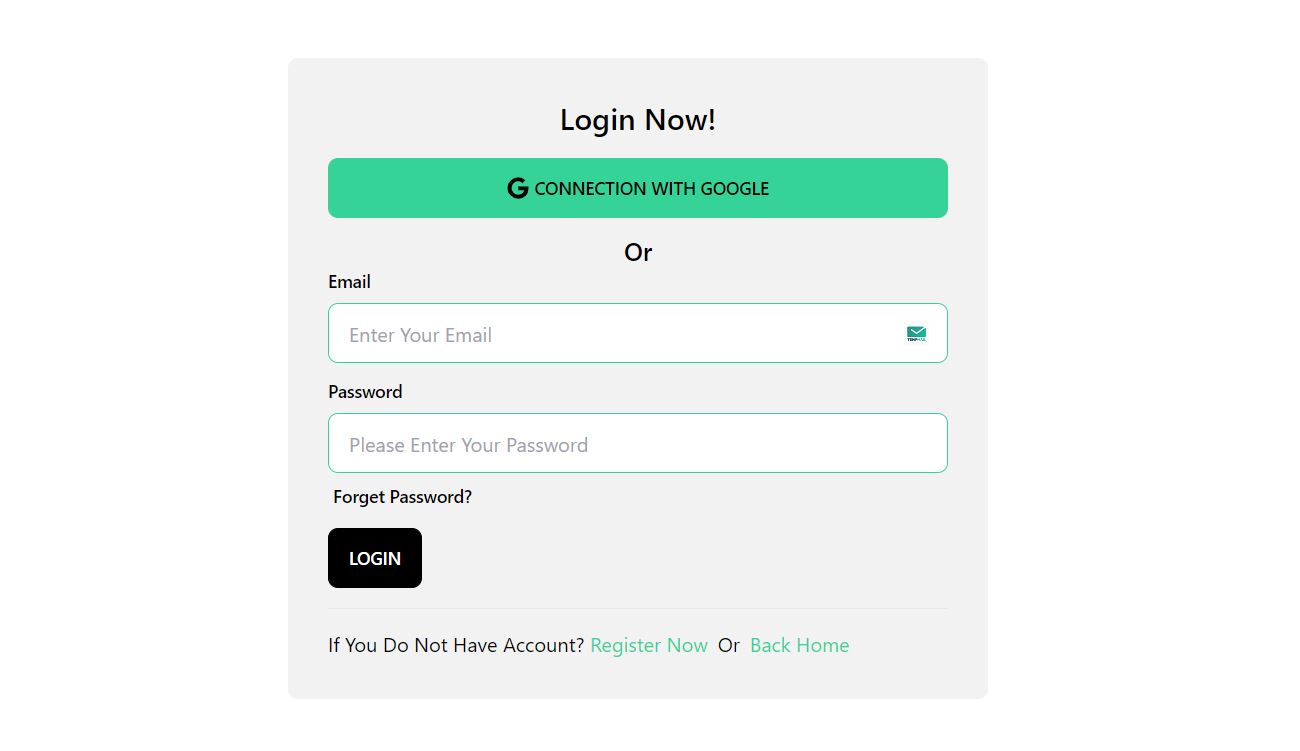 Login Now!
CONNECTION WITH GOOGLE
Or
Email
Enter Your Email
Password
Please Enter Your Password
Forget Password?
LOGIN
If You Do Not Have Account? Register Now Or Back Home